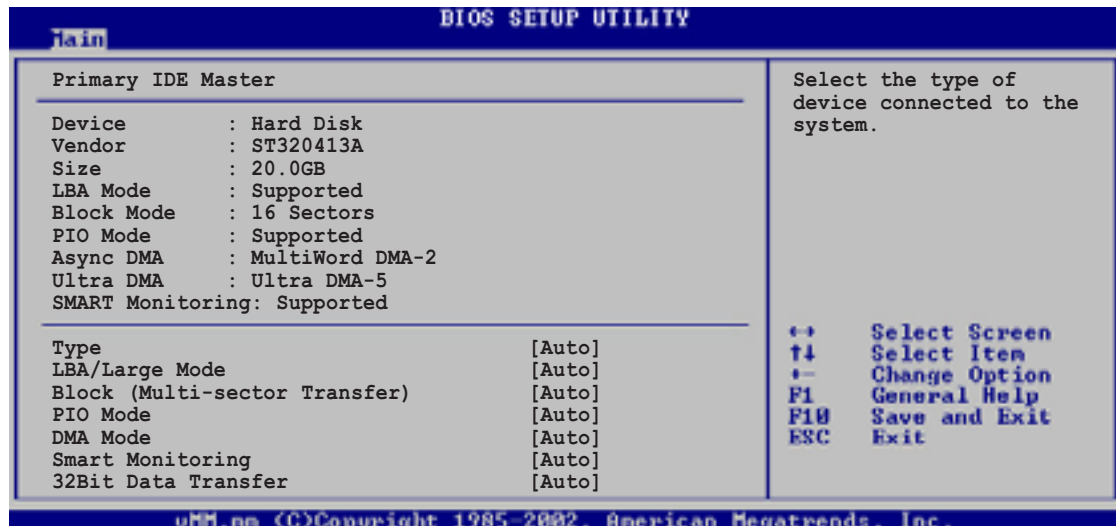 BIOS SETUP UTILITY
Main
Primary IDE Master
Device : Hard Disk
Vendor : ST320413A
Size : 20.0GB
LBA Mode : Supported
Block Mode : 16 Sectors
PIO Mode : Supported
Async DMA : MultiWord DMA-2
Ultra DMA : Ultra DMA-5
SMART Monitoring: Supported
Type [Auto]
LBA/Large Mode [Auto]
Block (Multi-sector Transfer) [Auto]
PIO Mode [Auto]
DMA Mode [Auto]
Smart Monitoring [Auto]
32Bit Data Transfer [Auto]
Select the type of
device connected to the
system.
←→ Select Screen
↑↓ Select Item
+- Change Option
F1 General Help
F10 Save and Exit
ESC Exit
vMM.nn (C)Copyright 1985-2002, American Megatrends, Inc.